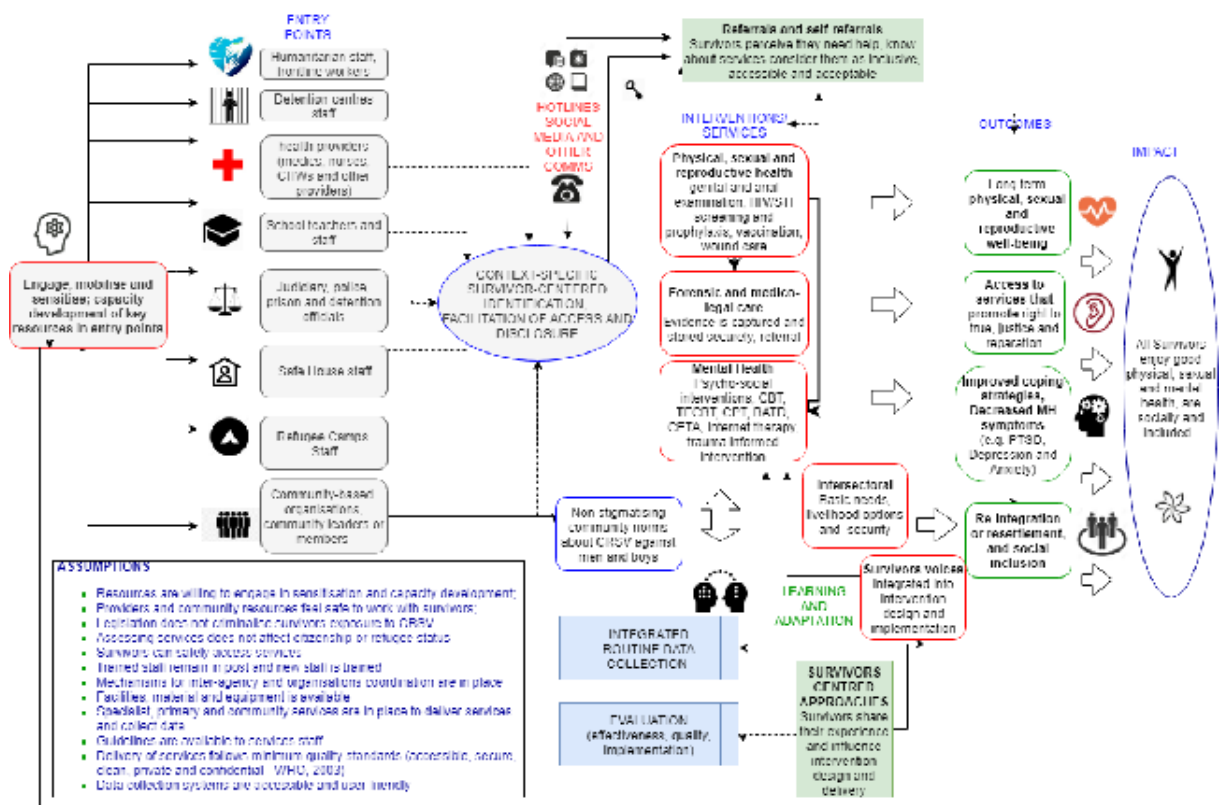 ENTRY
POINTS
Humanitarian staff,
frontline workers
Detention centres
staff
health providers
(medics, nurses,
CHWs and other
providers)
School teachers and
staff
Judiciary, police
prison and detention
officials
Safe House staff
Refugee Camps
Staff
Community-based
organisations,
community leaders or
members
Engage, mobilise and
sensitise; capacity
development of key
resources in entry points
HOTLINES
SOCIAL
MEDIA AND
OTHER
COMMS
CONTEXT-SPECIFIC
SURVIVOR-CENTERED
IDENTIFICATION
FACILITATION OF ACCESS AND
DISCLOSURE
Referrals and self referrals
Survivors perceive they need help, know
about services consider them as inclusive,
accessible and acceptable
INTERVENTIONS/
SERVICES
Physical, sexual and
reproductive health
genital and anal
examination, HIV/STI
screening and
prophylaxis, vaccination,
wound care
Forensic and medico-
legal care
Evidence is captured and
stored securely, referral
Mental Health
Psycho-social
interventions, CBT,
TFCBT, CPT, BATD,
CETA, Internet therapy
trauma informed
intervention
Intersectoral
Basic needs,
livelihood options
and security
Non stigmatising
community norms
about CRSV against
men and boys
OUTCOMES
Long term
physical, sexual
and
reproductive
well-being
Access to
services that
promote right to
true, justice and
reparation
Improved coping
strategies,
Decreased MH
symptoms
(e.g. PTSD,
Depression and
Anxiety)
Re integration
or resettlement,
and social
inclusion
IMPACT
All Survivors
enjoy good
physical, sexual
and mental
health, are
socially and
included
Survivors voices
integrated into
intervention
design and
implementation
LEARNING
AND
ADAPTATION
INTEGRATED
ROUTINE DATA
COLLECTION
EVALUATION
(effectiveness, quality,
implementation)
SURVIVORS
CENTRED
APPROACHES
Survivors share
their experience
and influence
intervention
design and
delivery
ASSUMPTIONS
Resources are willing to engage in sensitisation and capacity development;
Providers and community resources feel safe to work with survivors;
Legislation does not criminalise survivors exposure to CRSV
Assessing services does not affect citizenship or refugee status
Survivors can safely access services
Trained staff remain in post and new staff is trained
Mechanisms for inter-agency and organisations coordination are in place
Facilities, material and equipment is available
Specialist, primary and community services are in place to deliver services
and collect data
Guidelines are available to services staff
Delivery of services follows minimum quality standards (accessible, secure,
clean, private and confidential WHO, 2003)
Data collection systems are accessible and user friendly